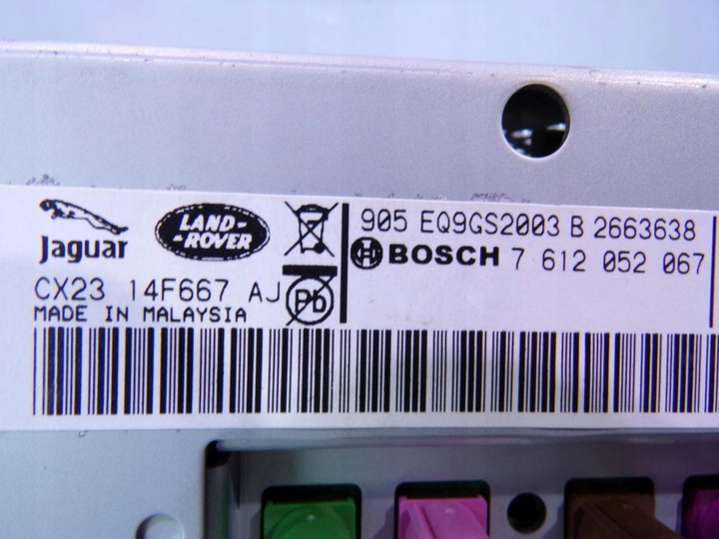 Jaguar
LAND-
-ROVER
CX23 14F667 AJ
Pb
MADE IN MALAYSIA
905 EQ9GS2003 B 2663638
BOSCH 7 612 052 067